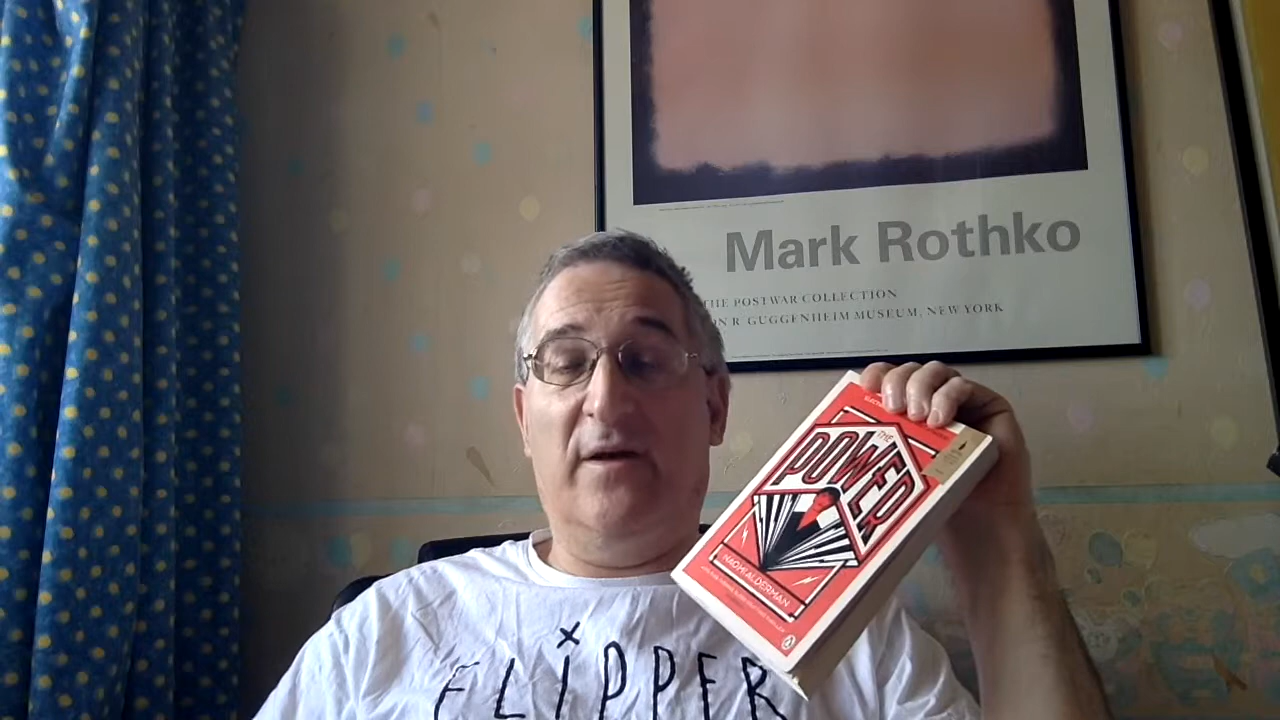 Mark Rothko
THE POSTWAR COLLECTION
N R GUGGENHEIM MUSEUM, NEW YORK
THE
POWER
NAOMI ALDERMAN
FLIPPER